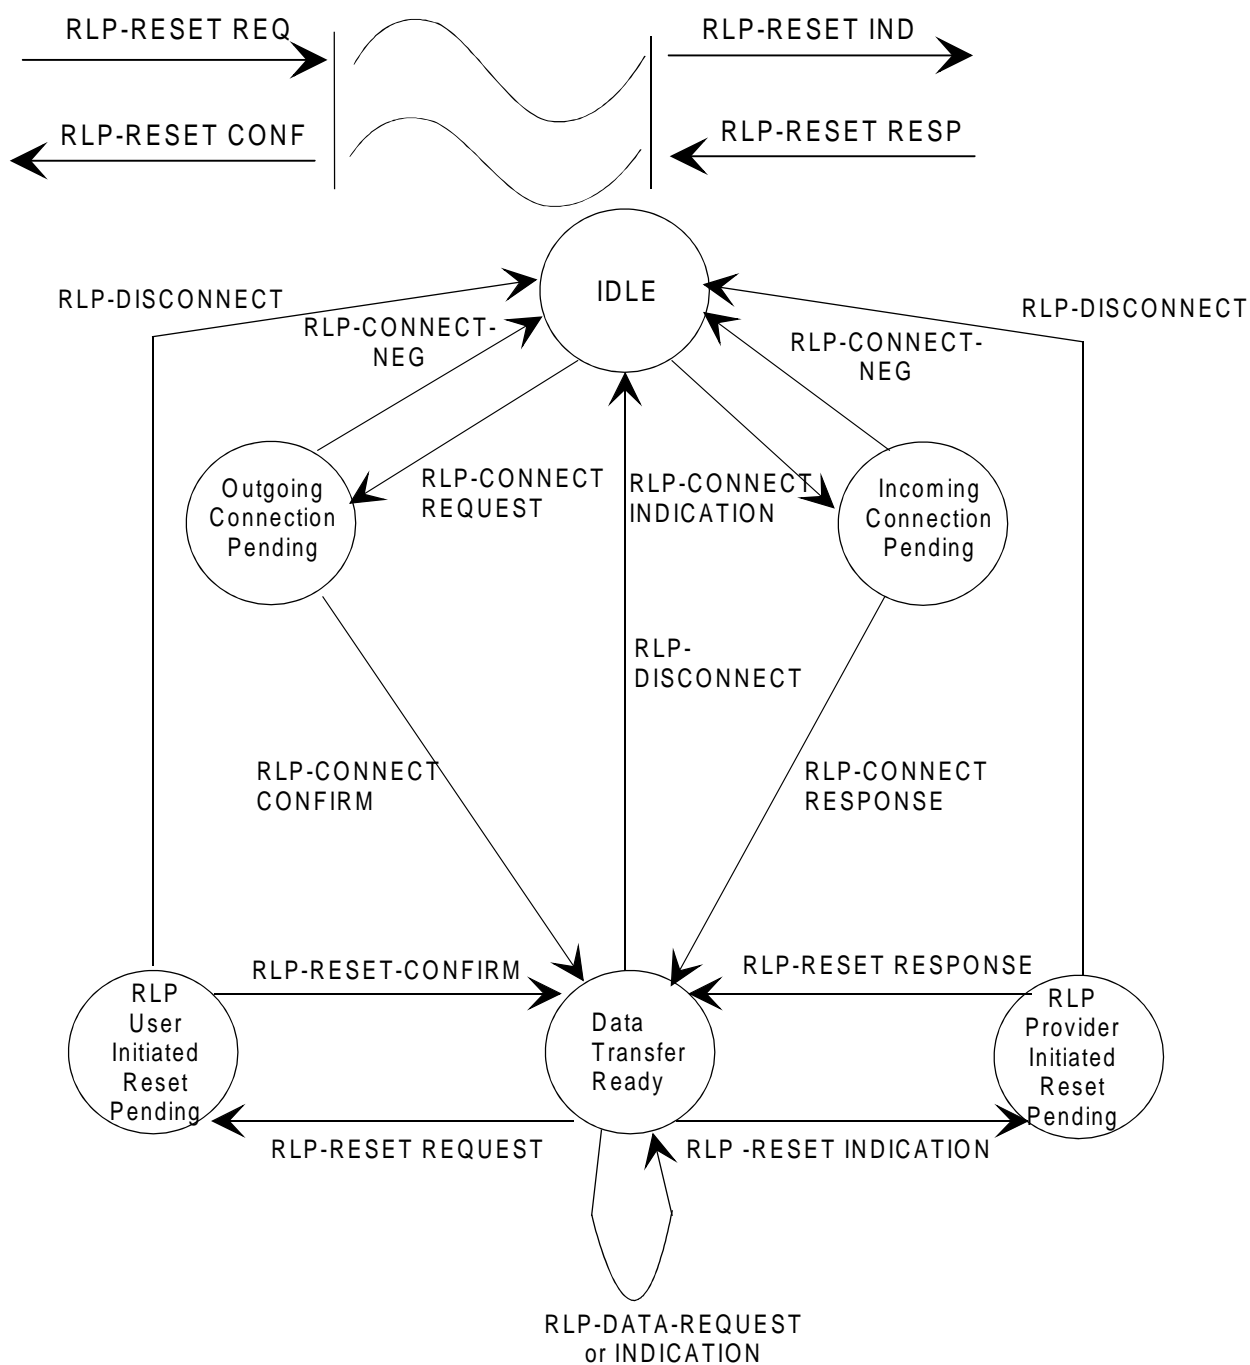 RLP-RESET REQ
RLP-RESET IND
RLP-RESET CONF
RLP-RESET RESP
IDLE
RLP-DISCONNECT
RLP-DISCONNECT
RLP-CONNECT-
NEG
RLP-CONNECT-
NEG
Outgoing
Connection
Pending
RLP-CONNECT
REQUEST
RLP-CONNECT
INDICATION
Incoming
Connection
Pending
RLP-
DISCONNECT
RLP-CONNECT
CONFIRM
RLP-CONNECT
RESPONSE
RLP-RESET-CONFIRM
RLP-RESET RESPONSE
RLP
User
Initiated
Reset
Pending
Data
Transfer
Ready
RLP
Provider
Initiated
Reset
Pending
RLP-RESET REQUEST
RLP -RESET INDICATION
RLP-DATA-REQUEST
or INDICATION